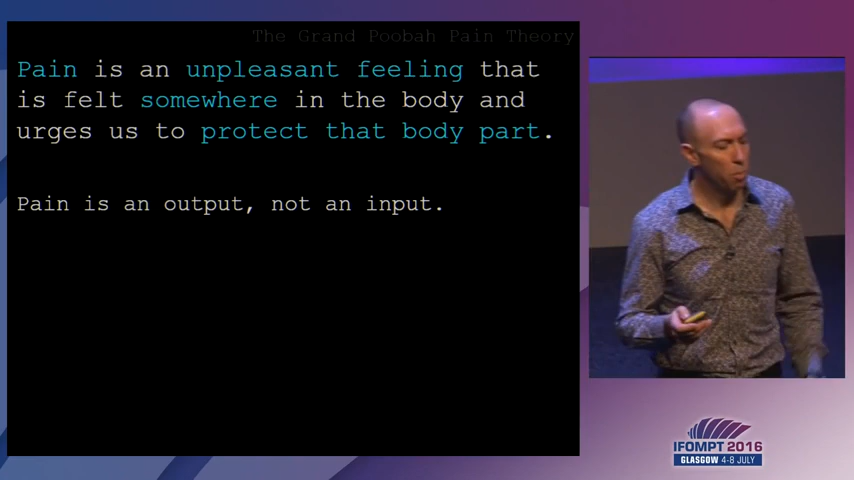 The Grand Poobah Pain Theory
Pain is an unpleasant feeling that
is felt somewhere in the body and
urges us to protect that body part.
Pain is an output, not an input.
IFOMPT 2016
GLASGOW 4-8 JULY